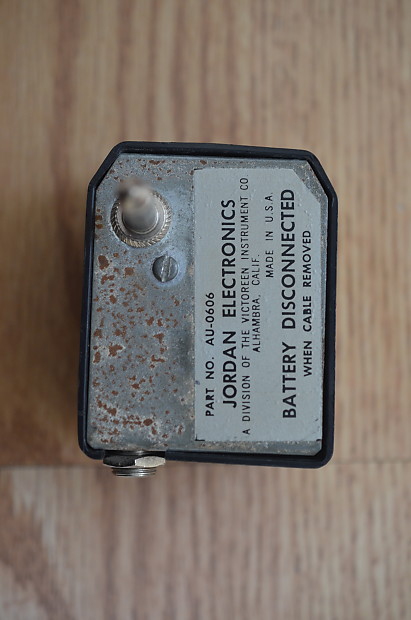 PART NO. AU-0606
JORDAN ELECTRONICS
A DIVISION OF THE VICTOREEN INSTRUMENT CO
ALHAMBRA, CALIF.
MADE IN U.S.A.
BATTERY DISCONNECTED
WHEN CABLE REMOVED